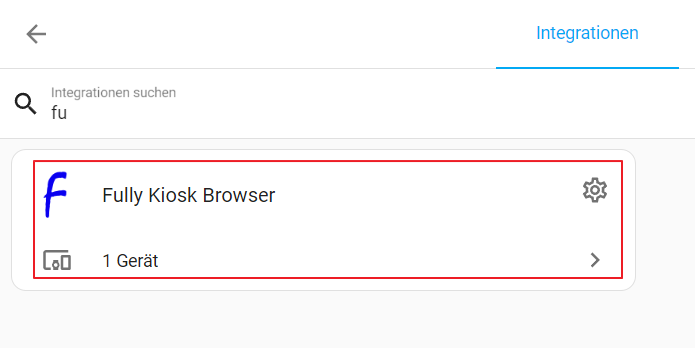 Integrationen
Integrationen suchen
fu
Fully Kiosk Browser
1 Gerät